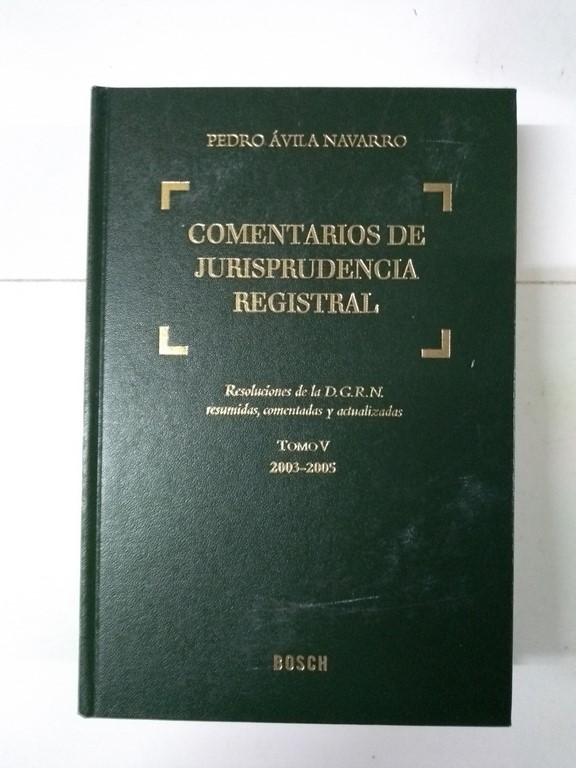 PEDRO ÁVILA NAVARRO
COMENTARIOS DE
JURISPRUDENCIA
REGISTRAL
Resoluciones de la D.G.R.N.
resumidas, comentadas y actualizadas
TOMO V
2003-2005
BOSCH